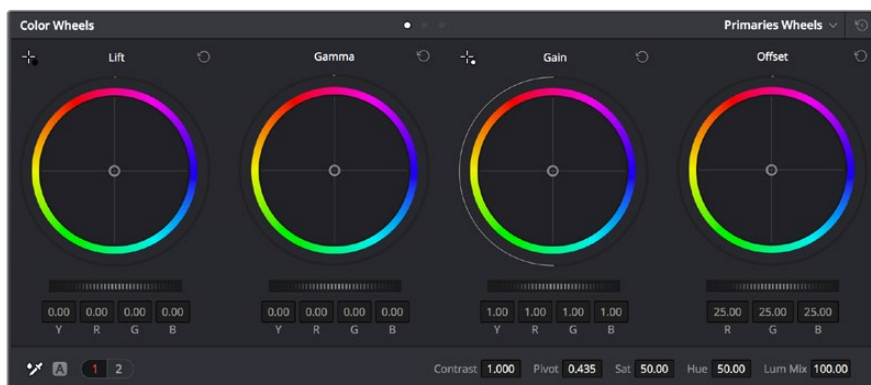 Color Wheels Primaries Wheels
Lift Gamma Gain Offset
0.00 0.00 0.00 0.00 0.00 0.00 0.00 0.00 1.00 1.00 1.00 1.00 25.00 25.00 25.00
Y R G B Y R G B Y R G B R G B
A 1 2 Contrast 1.000 Pivot 0.435 Sat 50.00 Hue 50.00 Lum Mix 100.00